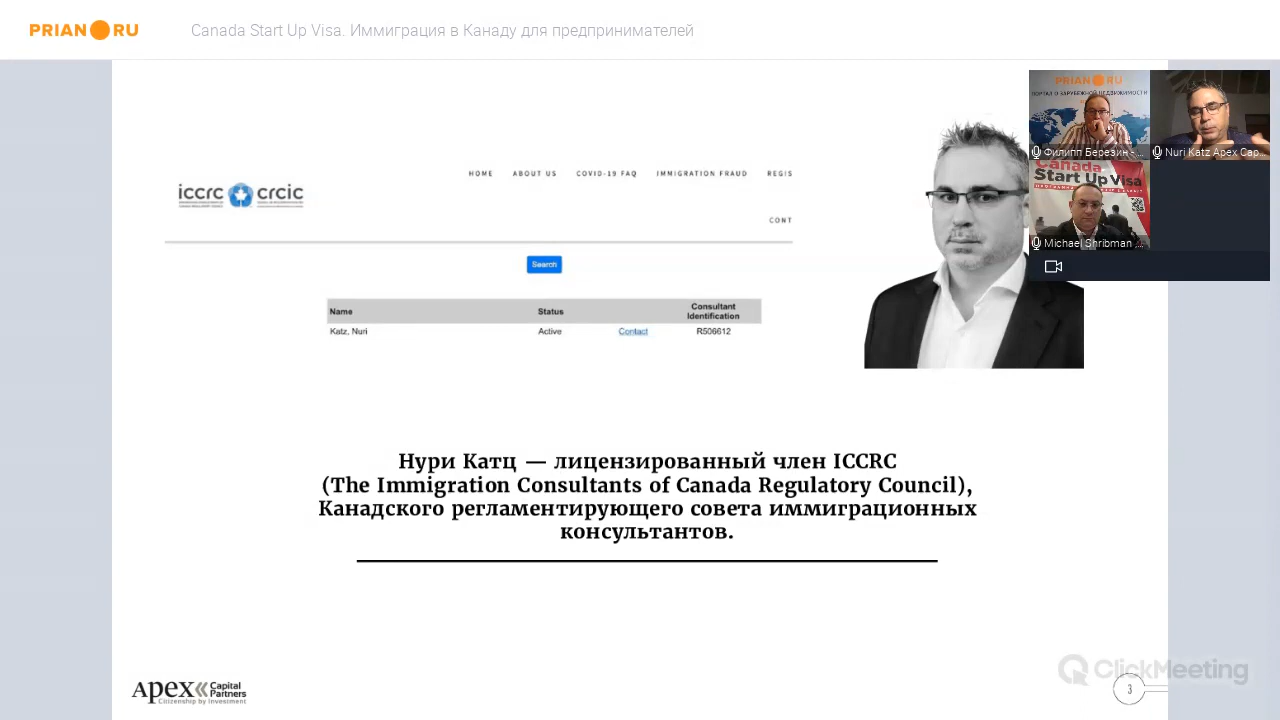 PRIAN RU
Canada Start Up Visa. Иммиграция в Канаду для предпринимателей
PRIAN RU
ПОРТАЛ О ЗАРУБЕЖНОЙ НЕДВИЖИМОСТИ
Филипп Березин - ...
Nuri Katz Apex Cap...
Canada
Start Up Visa
Michael Shribman ...
HOME ABOUT US COVID-19 FAQ IMMIGRATION FRAUD REGIS
iccrc crcic
CONT
Search
Name Status Consultant Identification
Katz, Nuri Active Contact R506612
Нури Катц — лицензированный член ICCRC
(The Immigration Consultants of Canada Regulatory Council),
Канадского регламентирующего совета иммиграционных
консультантов.
Apex Capital Partners
Citizenship by Investment
ClickMeeting
3